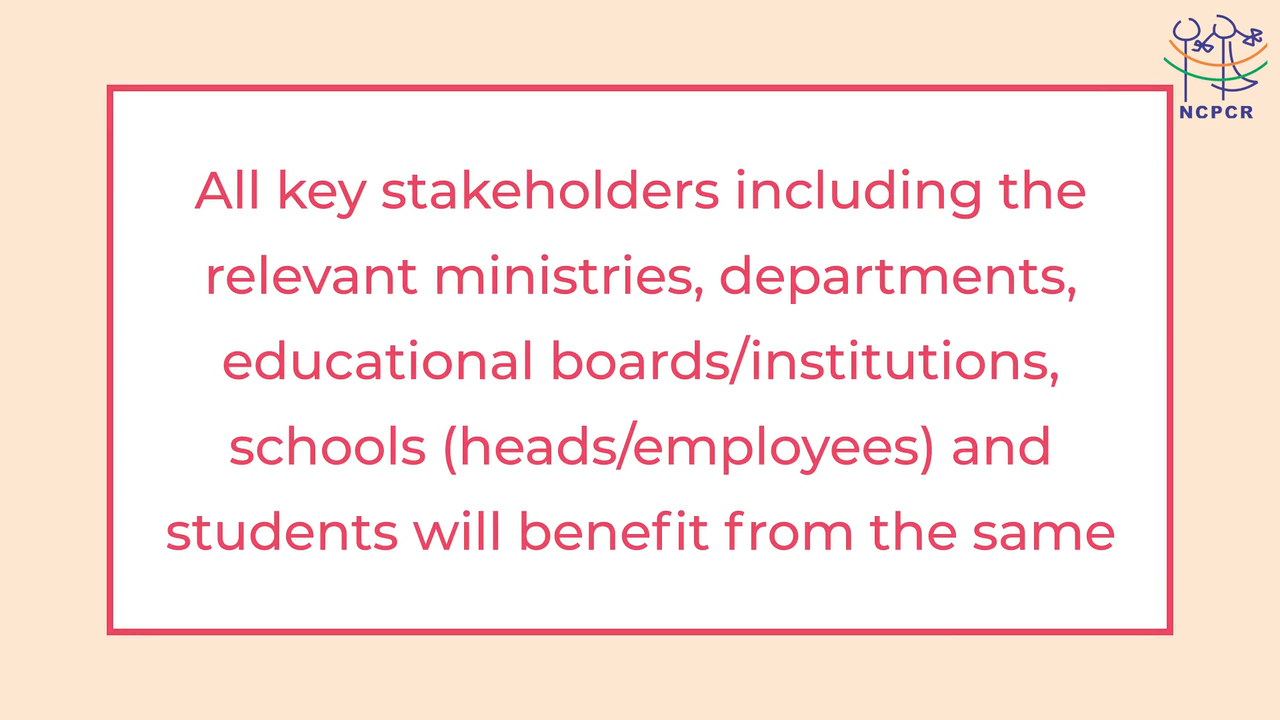 NCPCR
All key stakeholders including the
relevant ministries, departments,
educational boards/institutions,
schools (heads/employees) and
students will benefit from the same